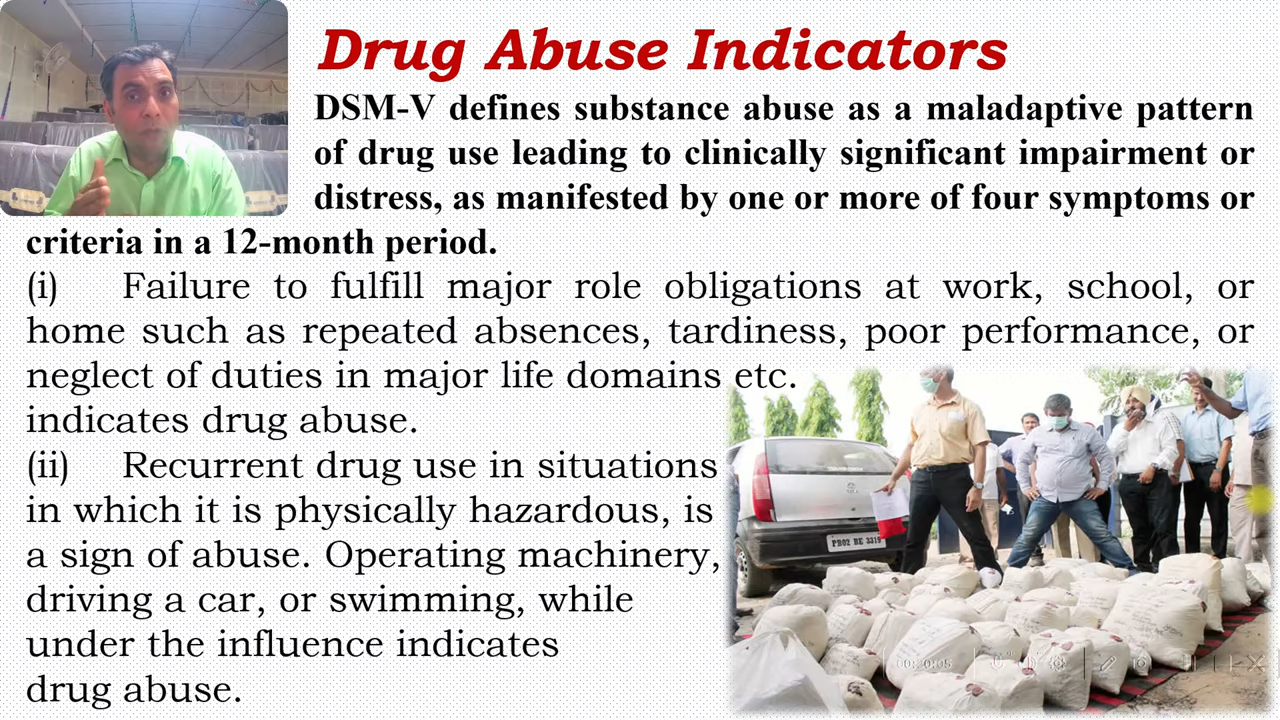 Drug Abuse Indicators
DSM-V defines substance abuse as a maladaptive pattern
of drug use leading to clinically significant impairment or
distress, as manifested by one or more of four symptoms or
criteria in a 12-month period.
(i) Failure to fulfill major role obligations at work, school, or
home such as repeated absences, tardiness, poor performance, or
neglect of duties in major life domains etc.
indicates drug abuse.
(ii) Recurrent drug use in situations
in which it is physically hazardous, is
a sign of abuse. Operating machinery,
driving a car, or swimming, while
under the influence indicates
drug abuse.